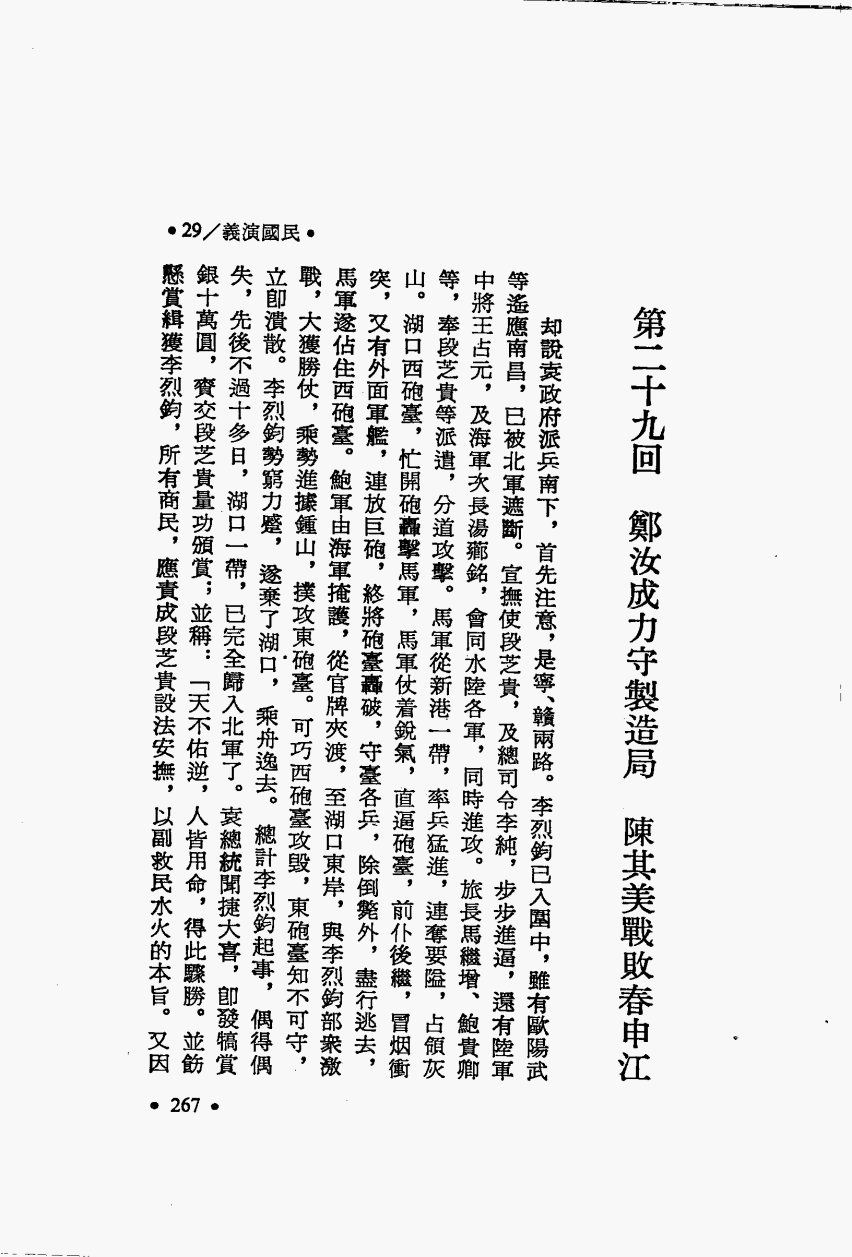 •29／義演國民•
第二十九回　鄭汝成力守製造局　陳其美戰敗春申江
却說袁政府派兵南下，首先注意，是寧、贛兩路。李烈鈞已入圍中，雖有歐陽武
等遙應南昌，已被北軍遮斷。宣撫使段芝貴，及總司令李純，步步進逼，還有陸軍
中將王占元，及海軍次長湯薌銘，會同水陸各軍，同時進攻。旅長馬繼增、鮑貴卿
等，奉段芝貴等派遣，分道攻擊。馬軍從新港一帶，率兵猛進，連奪要隘，占領灰
山。湖口西砲臺，忙開砲轟擊馬軍，馬軍仗着銳氣，直逼砲臺，前仆後繼，冒烟衝
突，又有外面軍艦，連放巨砲，終將砲臺轟破，守臺各兵，除倒斃外，盡行逃去，
馬軍遂佔住西砲臺。鮑軍由海軍掩護，從官牌夾渡，至湖口東岸，與李烈鈞部衆激
戰，大獲勝仗，乘勢進據鍾山，撲攻東砲臺。可巧西砲臺攻毀，東砲臺知不可守，
立卽潰散。李烈鈞勢窮力蹙，遂棄了湖口，乘舟逸去。總計李烈鈞起事，偶得偶
失，先後不過十多日，湖口一帶，已完全歸入北軍了。袁總統聞捷大喜，卽發犒賞
銀十萬圓，賫交段芝貴量功頒賞；並稱：「天不佑逆，人皆用命，得此驟勝。並飭
懸賞緝獲李烈鈞，所有商民，應責成段芝貴設法安撫，以副救民水火的本旨。又因
•267•